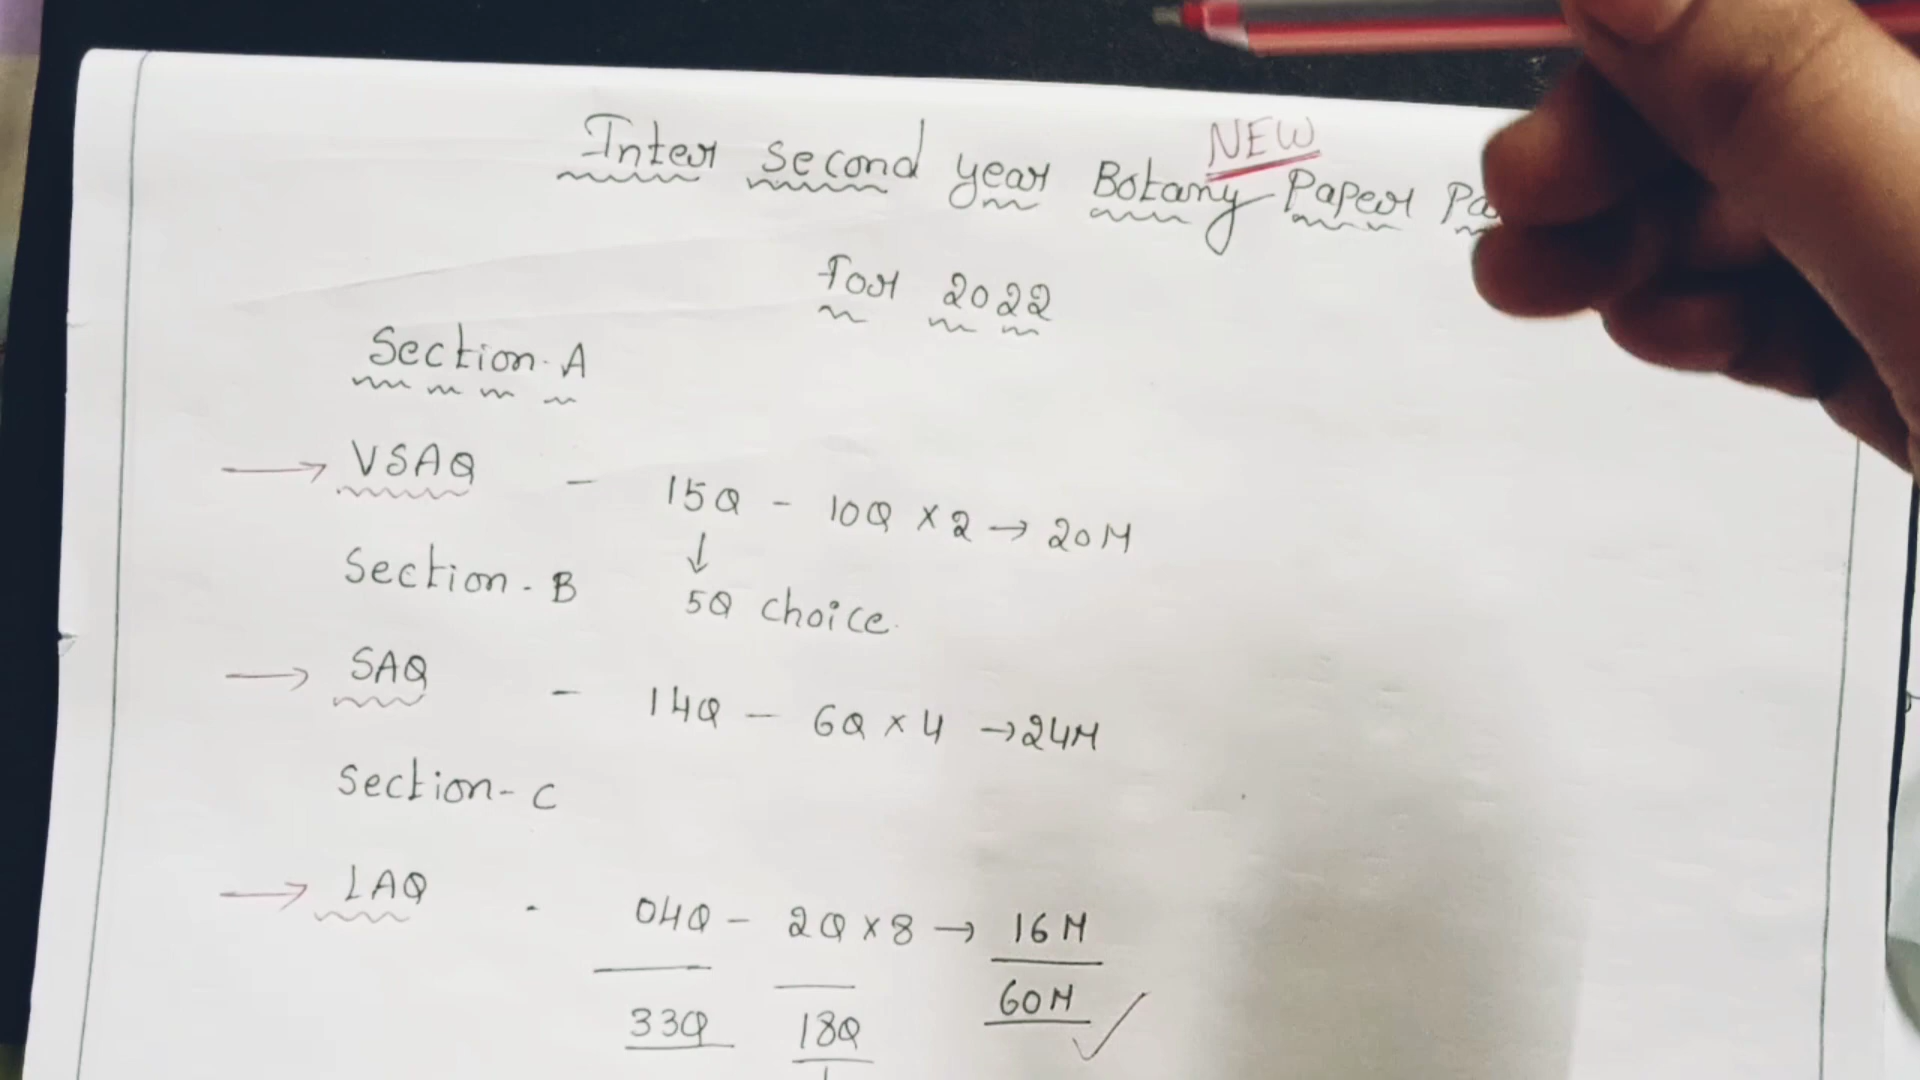 NEW
Inter second year Botany Paper
For 2022
Section-A
VSAQ - 15Q - 10Q × 2 → 20M
↓
Section-B 5Q choice.
SAQ - 14Q - 6Q × 4 → 24M
Section-C
LAQ - 04Q - 2Q × 8 → 16M
33Q 18Q 60M ✓